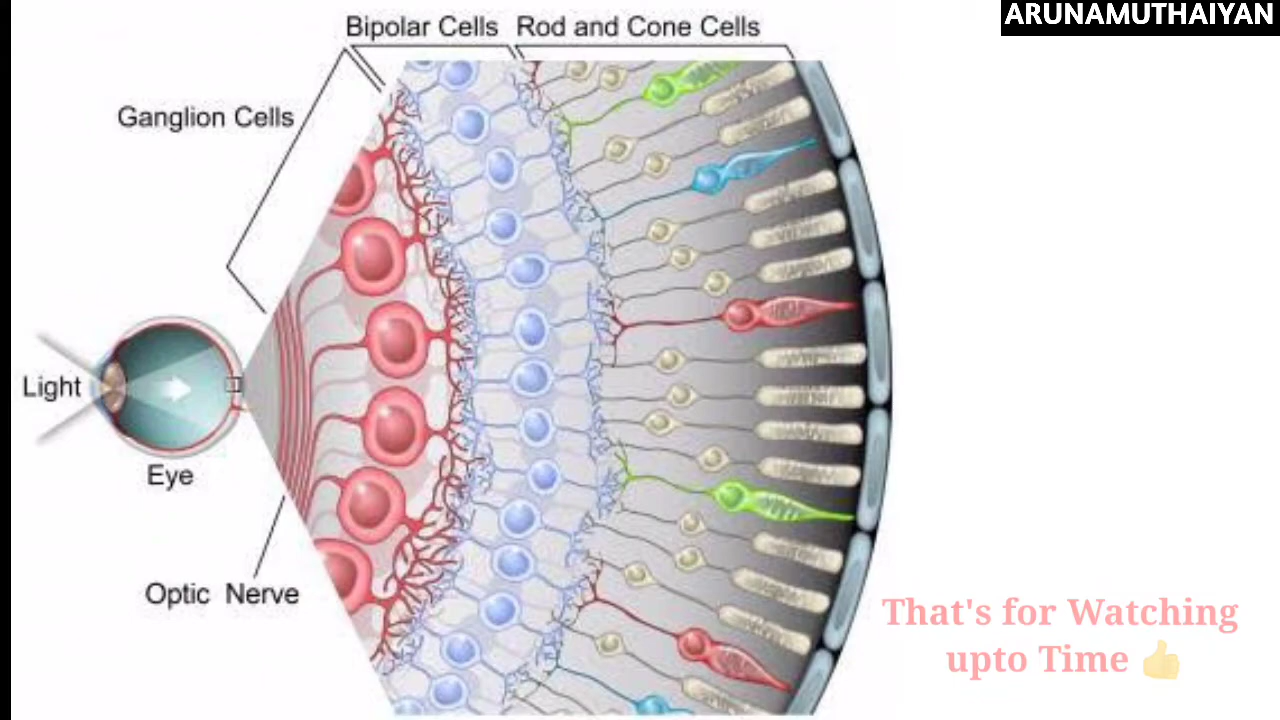 ARUNAMUTHAIYAN
Bipolar Cells
Rod and Cone Cells
Ganglion Cells
Light
Eye
Optic Nerve
That's for Watching
upto Time 👍